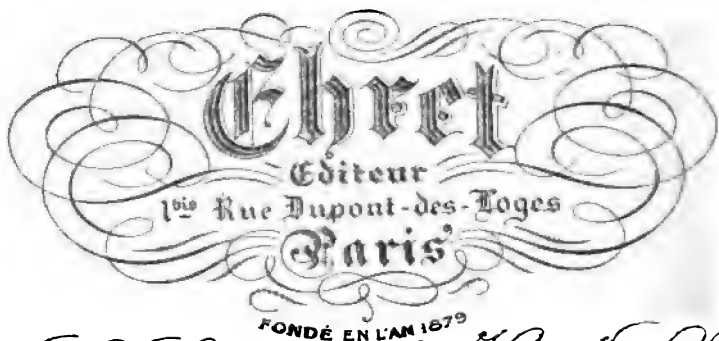 Ehret
Editeur
1bis Rue Dupont-des-Loges
Paris
FONDÉ EN L'AN 1879